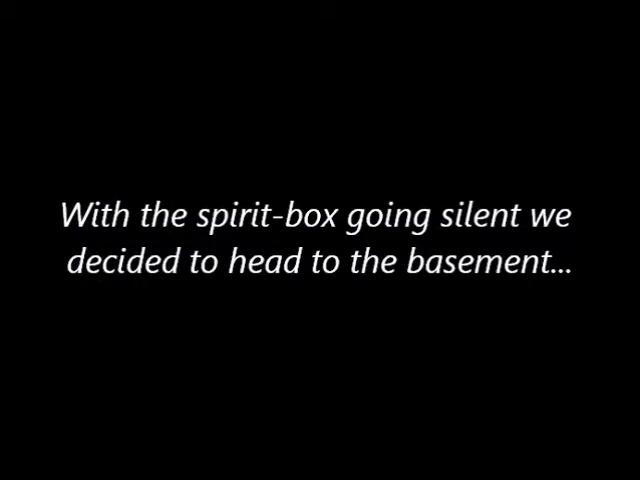 With the spirit-box going silent we
decided to head to the basement...